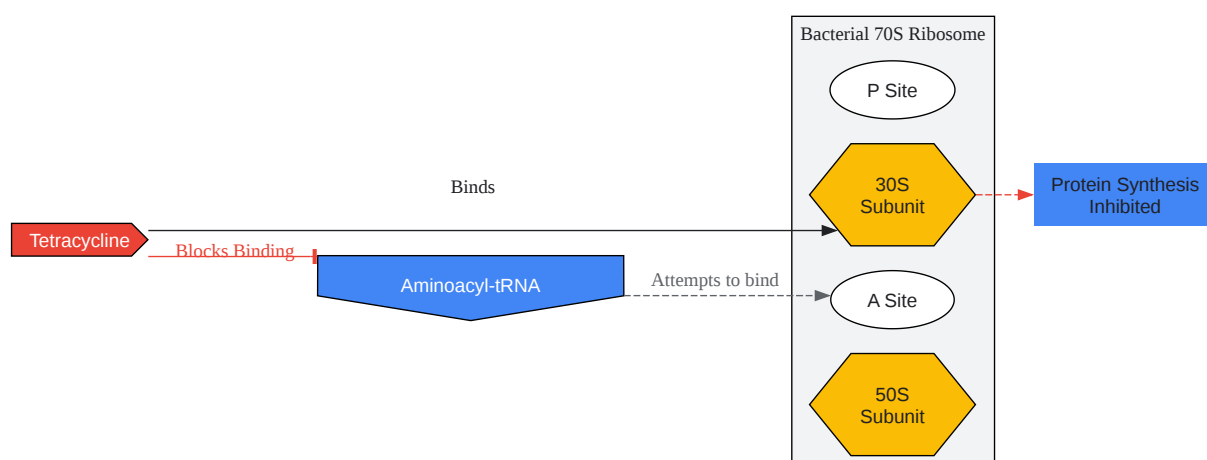 Bacterial 70S Ribosome
P Site
30S
Subunit
Protein Synthesis
Inhibited
Binds
Tetracycline
Blocks Binding
Aminoacyl-tRNA
Attempts to bind
A Site
50S
Subunit